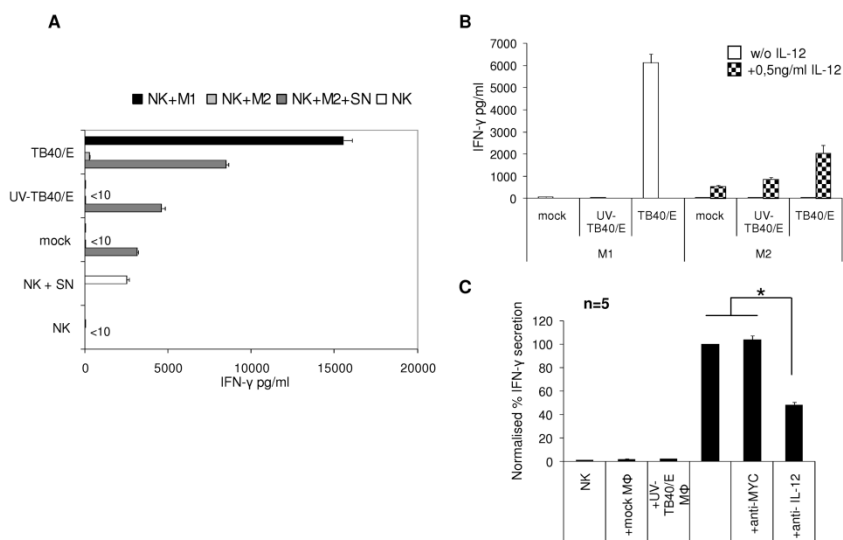 A
NK+M1 NK+M2 NK+M2+SN NK
TB40/E
UV-TB40/E
<10
mock
<10
NK + SN
NK
<10
0 5000 10000 15000 20000
IFN-γ pg/ml
B
w/o IL-12
+0,5ng/ml IL-12
IFN-γ pg/ml
7000
6000
5000
4000
3000
2000
1000
0
mock UV- TB40/E mock UV- TB40/E
TB40/E TB40/E
M1 M2
C
n=5
*
Normalised % IFN-γ secretion
120
100
80
60
40
20
0
NK
+mock MΦ
+UV-
TB40/E
MΦ
+anti-MYC
+anti- IL-12